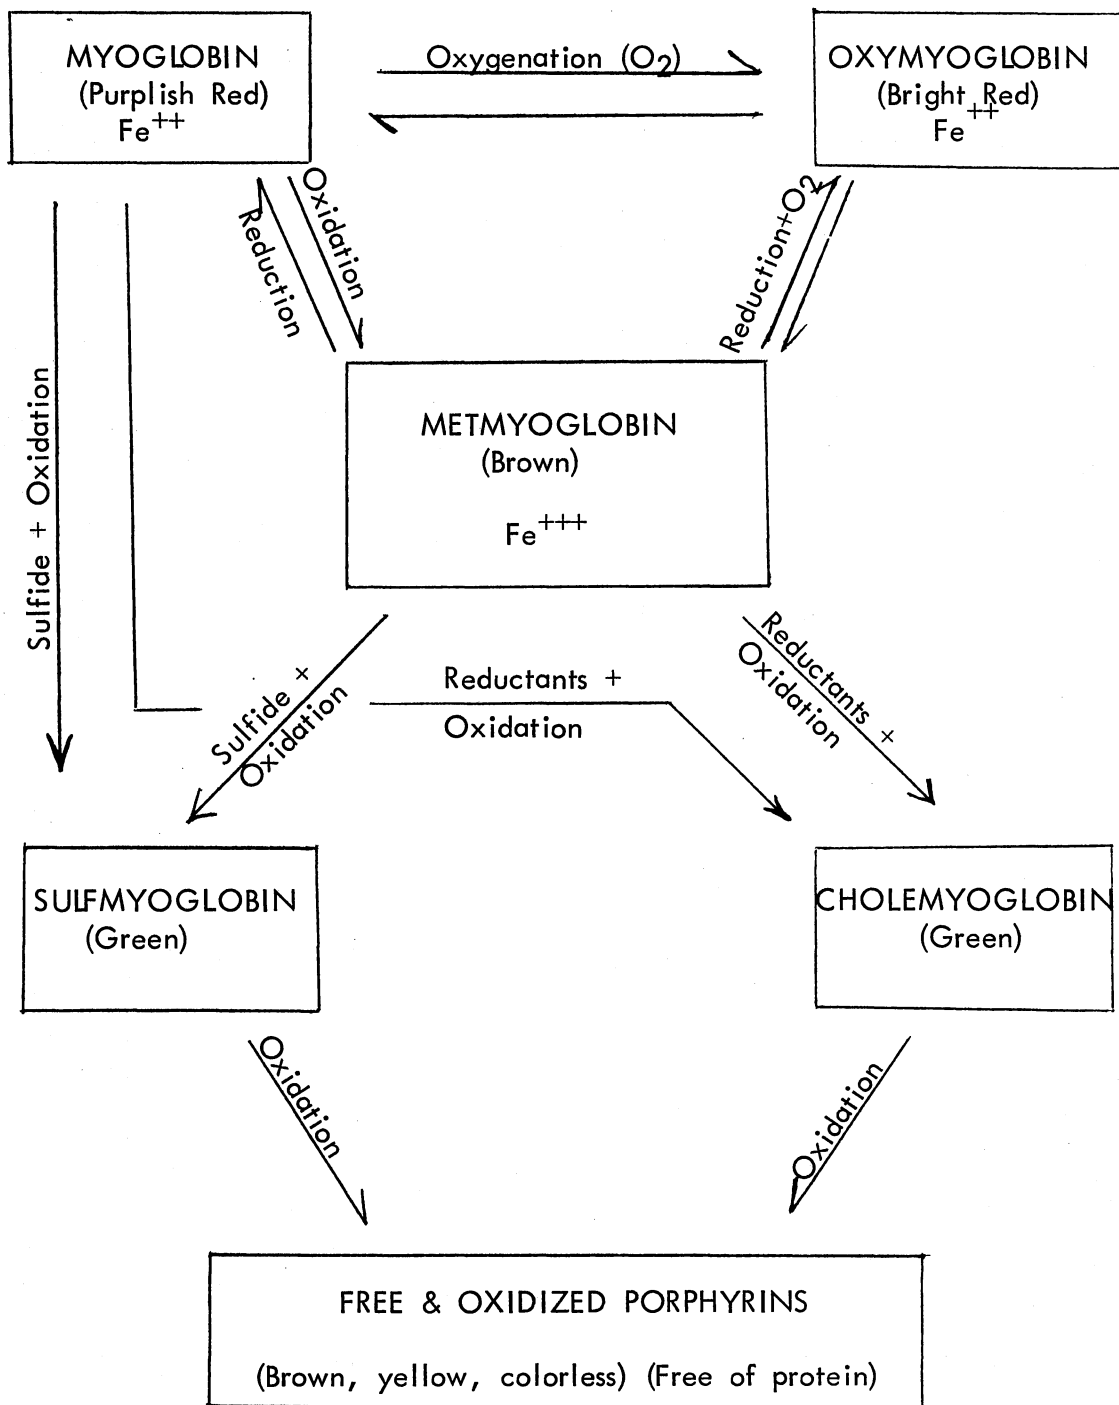 MYOGLOBIN
(Purplish Red)
Fe++
Oxygenation (O2)
OXYMYOGLOBIN
(Bright Red)
Fe++
Oxidation
Reduction
Reduction+O2
METMYOGLOBIN
(Brown)
Fe+++
Sulfide + Oxidation
Sulfide +
Oxidation
Reductants +
Oxidation
Reductants +
Oxidation
SULFMYOGLOBIN
(Green)
CHOLEMYOGLOBIN
(Green)
Oxidation
Oxidation
FREE & OXIDIZED PORPHYRINS
(Brown, yellow, colorless) (Free of protein)